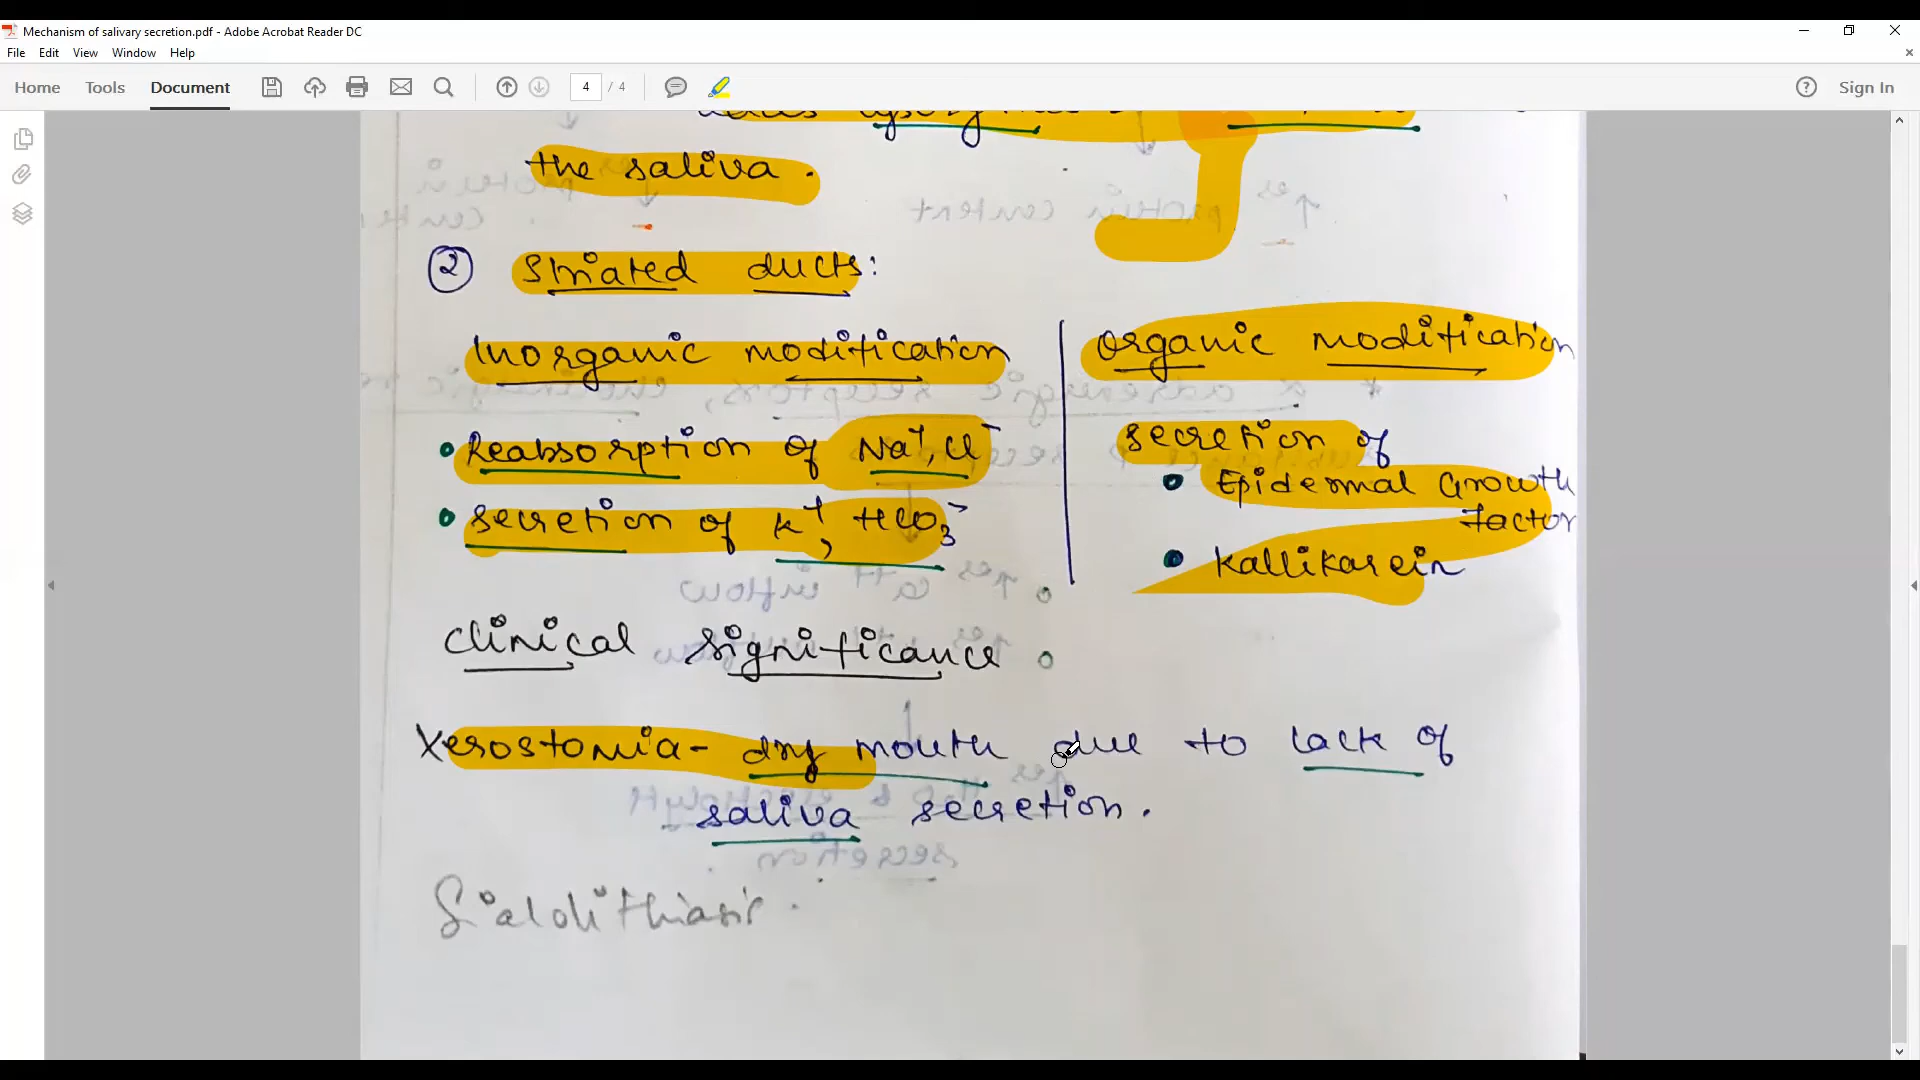 Mechanism of salivary secretion.pdf - Adobe Acrobat Reader DC
File Edit View Window Help
Home Tools Document 4 / 4 Sign In
the saliva.
② Striated ducts:
Inorganic modification
• Reabsorption of Na⁺, Cl⁻
• secretion of K⁺, HCO₃⁻
Organic modification
secretion of
• Epidermal Growth
factor
• Kallikarein
Clinical significance
Xerostomia - dry mouth due to lack of
saliva secretion.
Sialolithiasis.